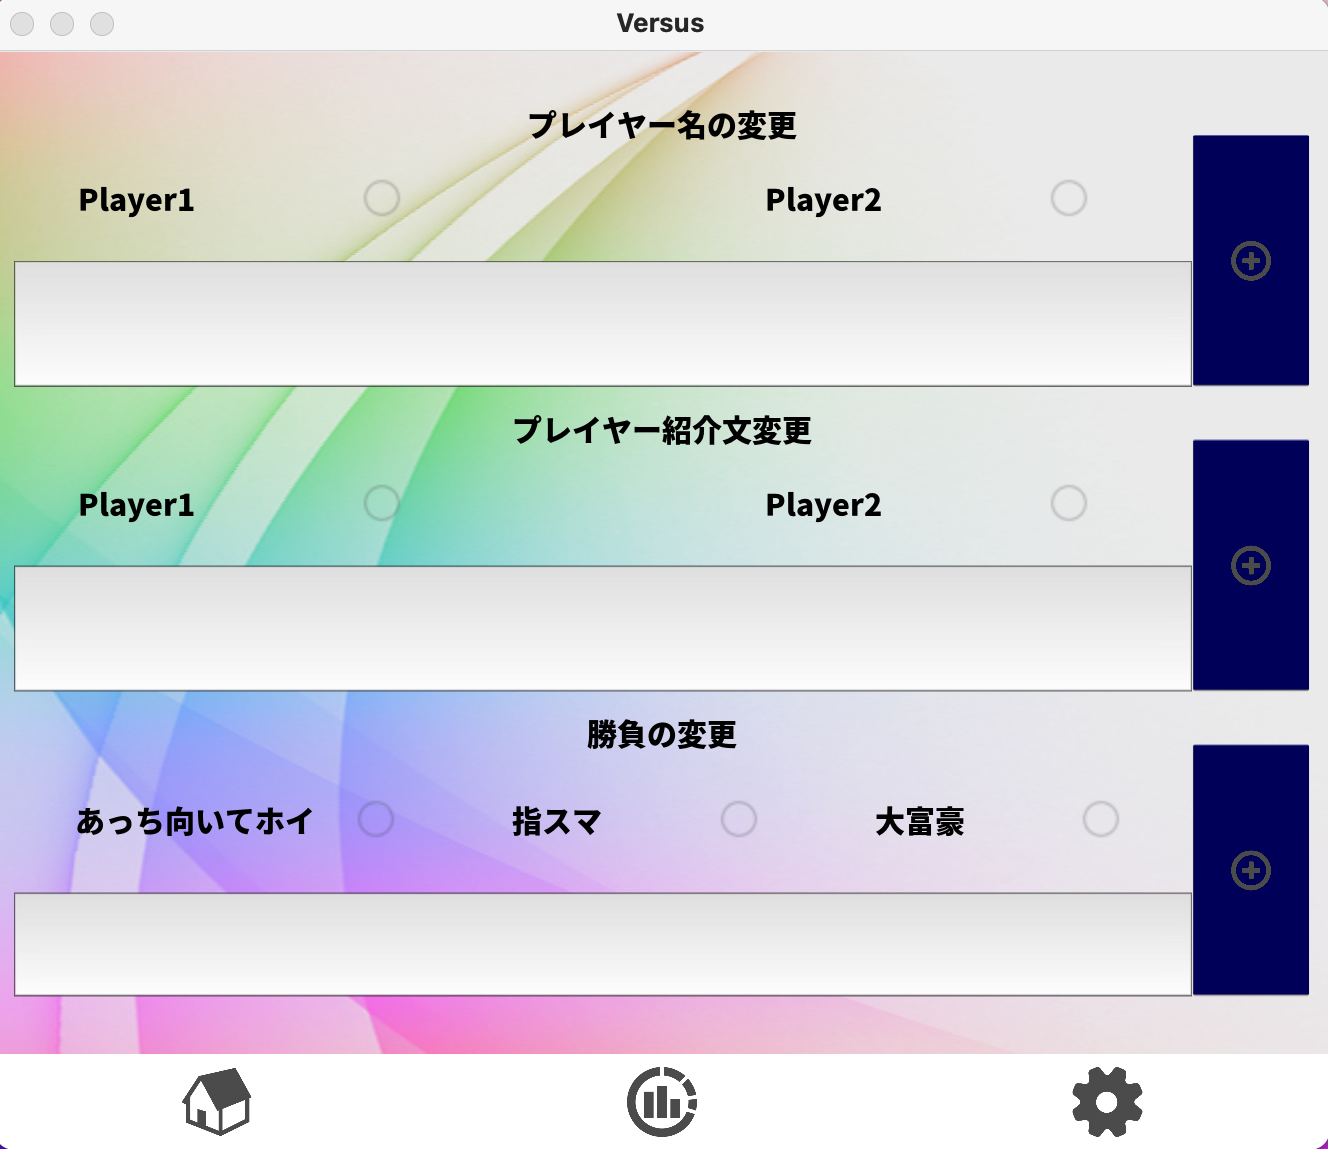 Versus
プレイヤー名の変更
Player1 Player2
プレイヤー紹介文変更
Player1 Player2
勝負の変更
あっち向いてホイ 指スマ 大富豪